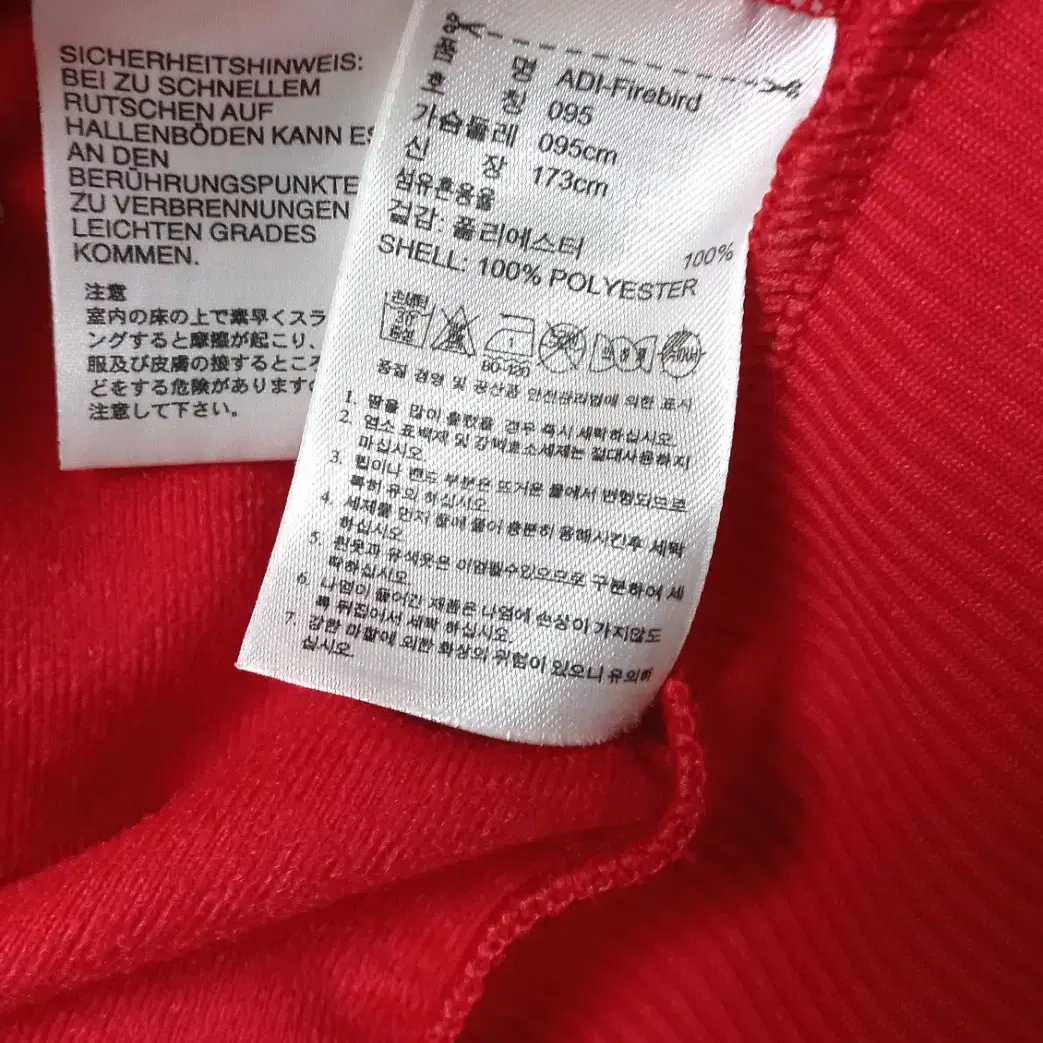 SICHERHEITSHINWEIS:
BEI ZU SCHNELLEM
RUTSCHEN AUF
HALLENBÖDEN KANN ES
AN DEN
BERÜHRUNGSPUNKTE
ZU VERBRENNUNGEN
LEICHTEN GRADES
KOMMEN.
注意
室内の床の上で素早くスラ
ングすると摩擦が起こり、
服及び皮膚の接するところ
どをする危険があります
注意して下さい。
품 명 ADI-Firebird
호 칭 095
가슴둘레 095cm
신 장 173cm
섬유혼용율
겉감: 폴리에스터 100%
SHELL: 100% POLYESTER
손세탁 30° 중성
80-120
품질 경영 및 공산품 안전관리법에 의한 표시
1. 땀을 많이 흘렸을 경우 즉시 세탁하십시오.
2. 염소 표백제 및 강력효소세제는 절대사용하지
마십시오
3. 립이나 밴드 부분은 뜨거운 물에서 변형되므로
특히 유의 하십시오
4. 세제를 먼저 물에 풀어 충분히 용해시킨후 세탁
하십시오
5. 흰옷과 유색옷은 이염될수있으므로 구분하여 세
탁하십시오
6. 나염이 들어간 제품은 나염에 손상이 가지않도
록 뒤집어서 세탁 하십시오.
7. 강한 마찰에 의한 화상의 위험이 있으니 유의하
십시오.